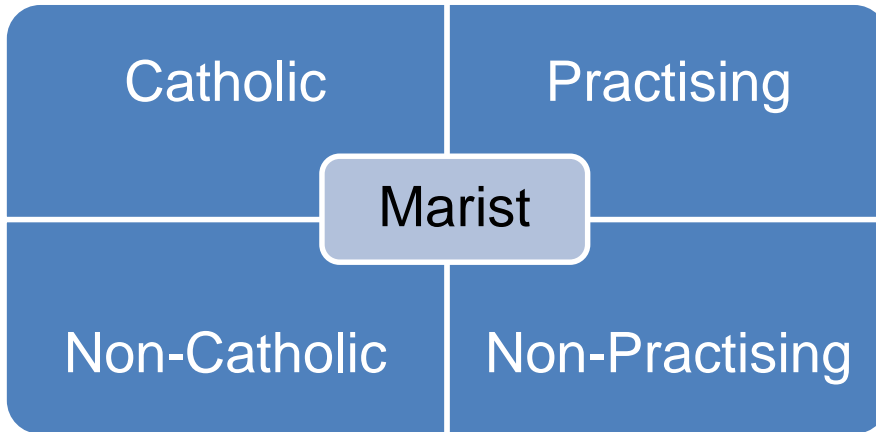 Catholic
Practising
Marist
Non-Catholic
Non-Practising